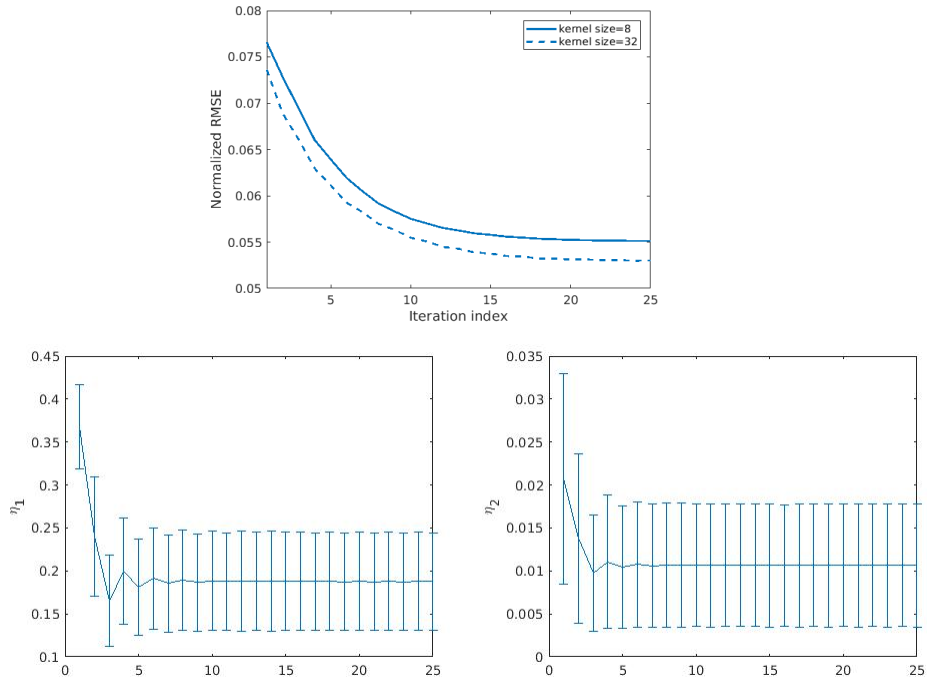 0.08
0.075
0.07
0.065
0.06
0.055
0.05
Normalized RMSE
kernel size=8
kernel size=32
5 10 15 20 25
Iteration index
0.45
0.4
0.35
0.3
0.25
0.2
0.15
0.1
η1
0 5 10 15 20 25
0.035
0.03
0.025
0.02
0.015
0.01
0.005
0
η2
0 5 10 15 20 25